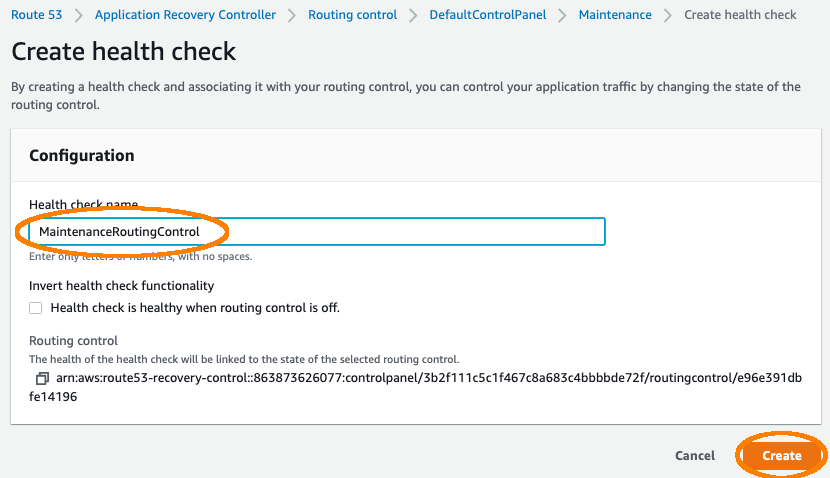 Route 53 > Application Recovery Controller > Routing control > DefaultControlPanel > Maintenance > Create health check
Create health check
By creating a health check and associating it with your routing control, you can control your application traffic by changing the state of the
routing control.
Configuration
Health check name
MaintenanceRoutingControl
Enter only letters or numbers, with no spaces.
Invert health check functionality
Health check is healthy when routing control is off.
Routing control
The health of the health check will be linked to the state of the selected routing control.
arn:aws:route53-recovery-control::863873626077:controlpanel/3b2f111c5c1f467c8a683c4bbbbde72f/routingcontrol/e96e391db
fe14196
Cancel
Create